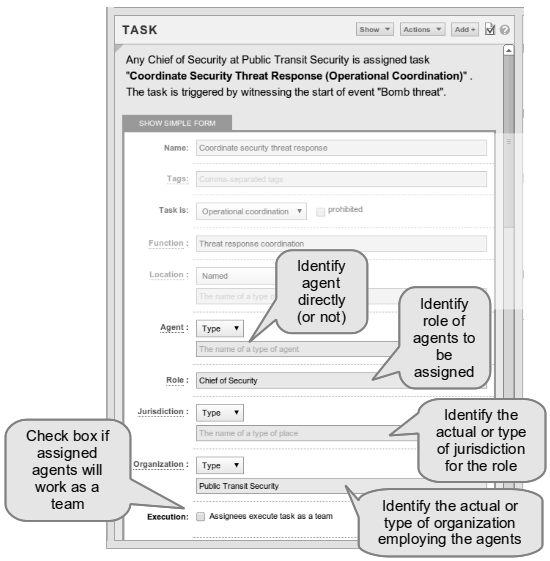 TASK
Show
Actions
Add +
Any Chief of Security at Public Transit Security is assigned task
"Coordinate Security Threat Response (Operational Coordination)" .
The task is triggered by witnessing the start of event "Bomb threat".
SHOW SIMPLE FORM
Name: Coordinate security threat response
Tags: Comma-separated tags
Task is: Operational coordination prohibited
Function : Threat response coordination
Location : Named
The name of a type
Identify
agent
directly
(or not)
Agent : Type
The name of a type of agent
Identify
role of
agents to
be
assigned
Role : Chief of Security
Jurisdiction : Type
The name of a type of place
Identify the
actual or type
of jurisdiction
for the role
Check box if
assigned
agents will
work as a
team
Organization : Type
Public Transit Security
Identify the actual or
type of organization
employing the agents
Execution: Assignees execute task as a team